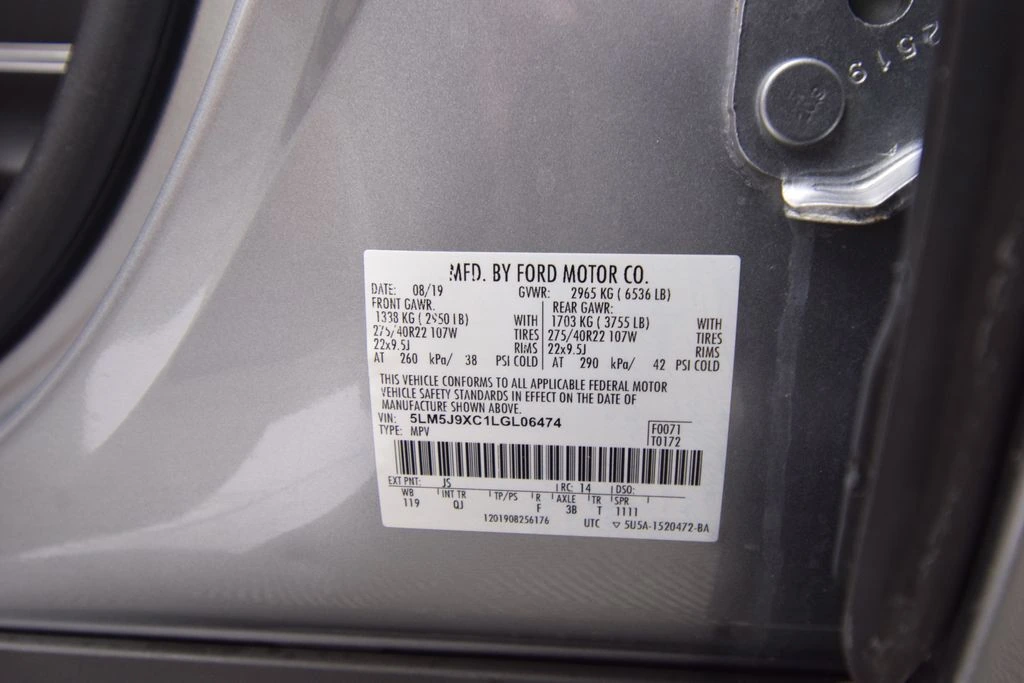 2519
MFD. BY FORD MOTOR CO.
DATE: 08/19 GVWR: 2965 KG ( 6536 LB)
FRONT GAWR: REAR GAWR:
1338 KG ( 2950 LB) WITH 1703 KG ( 3755 LB) WITH
275/40R22 107W TIRES 275/40R22 107W TIRES
22x9.5J RIMS 22x9.5J RIMS
AT 260 kPa/ 38 PSI COLD AT 290 kPa/ 42 PSI COLD
THIS VEHICLE CONFORMS TO ALL APPLICABLE FEDERAL MOTOR
VEHICLE SAFETY STANDARDS IN EFFECT ON THE DATE OF
MANUFACTURE SHOWN ABOVE.
VIN: 5LM5J9XC1LGL06474 F0071
TYPE: MPV T0172
EXT PNT: JS RC: 14 DSO:
WB INT TR TP/PS R AXLE TR SPR
119 QJ F 3B T 1111
1201908256176 UTC ▽ 5U5A-1520472-BA